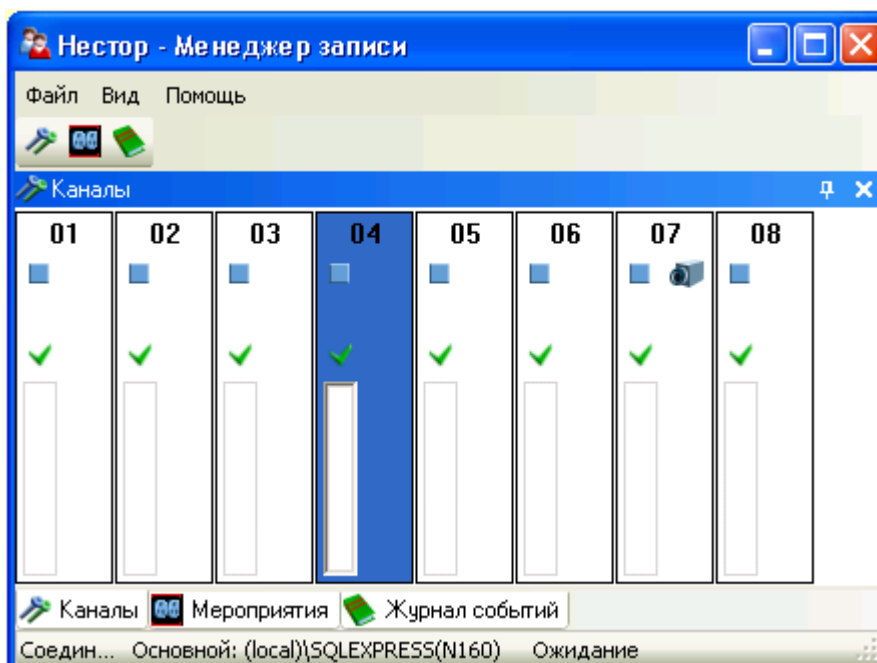 Нестор - Менеджер записи
Файл Вид Помощь
Каналы
01 02 03 04 05 06 07 08
Каналы Мероприятия Журнал событий
Соедин... Основной: (local)\SQLEXPRESS(N160) Ожидание